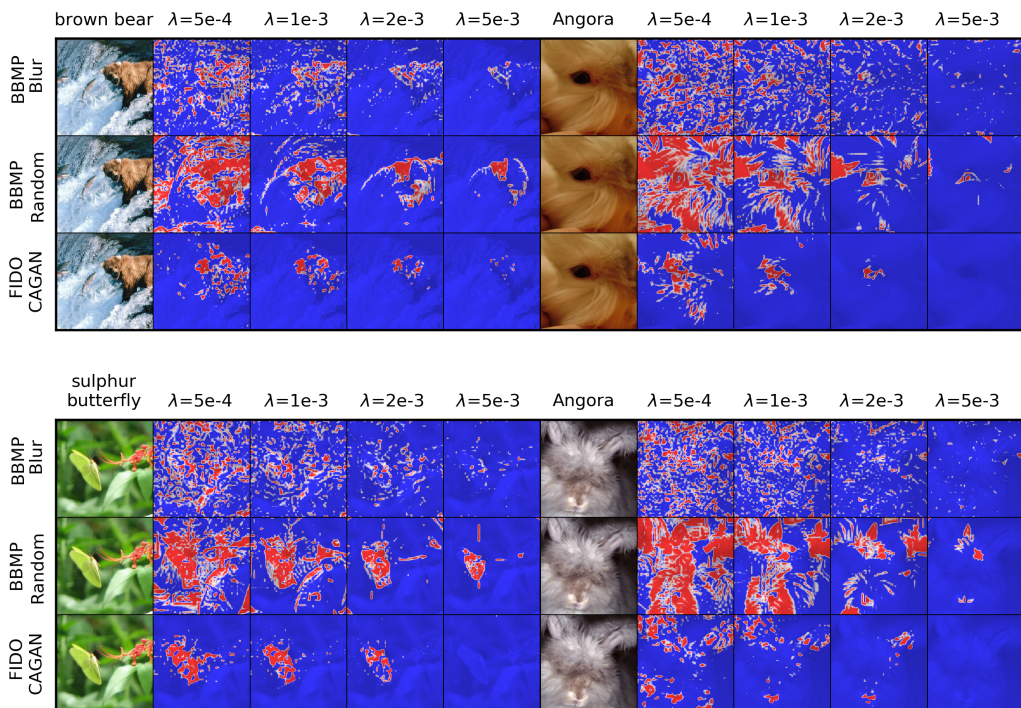 brown bear λ=5e-4 λ=1e-3 λ=2e-3 λ=5e-3 Angora λ=5e-4 λ=1e-3 λ=2e-3 λ=5e-3
BBMP
Blur
BBMP
Random
FIDO
CAGAN
sulphur
butterfly λ=5e-4 λ=1e-3 λ=2e-3 λ=5e-3 Angora λ=5e-4 λ=1e-3 λ=2e-3 λ=5e-3
BBMP
Blur
BBMP
Random
FIDO
CAGAN